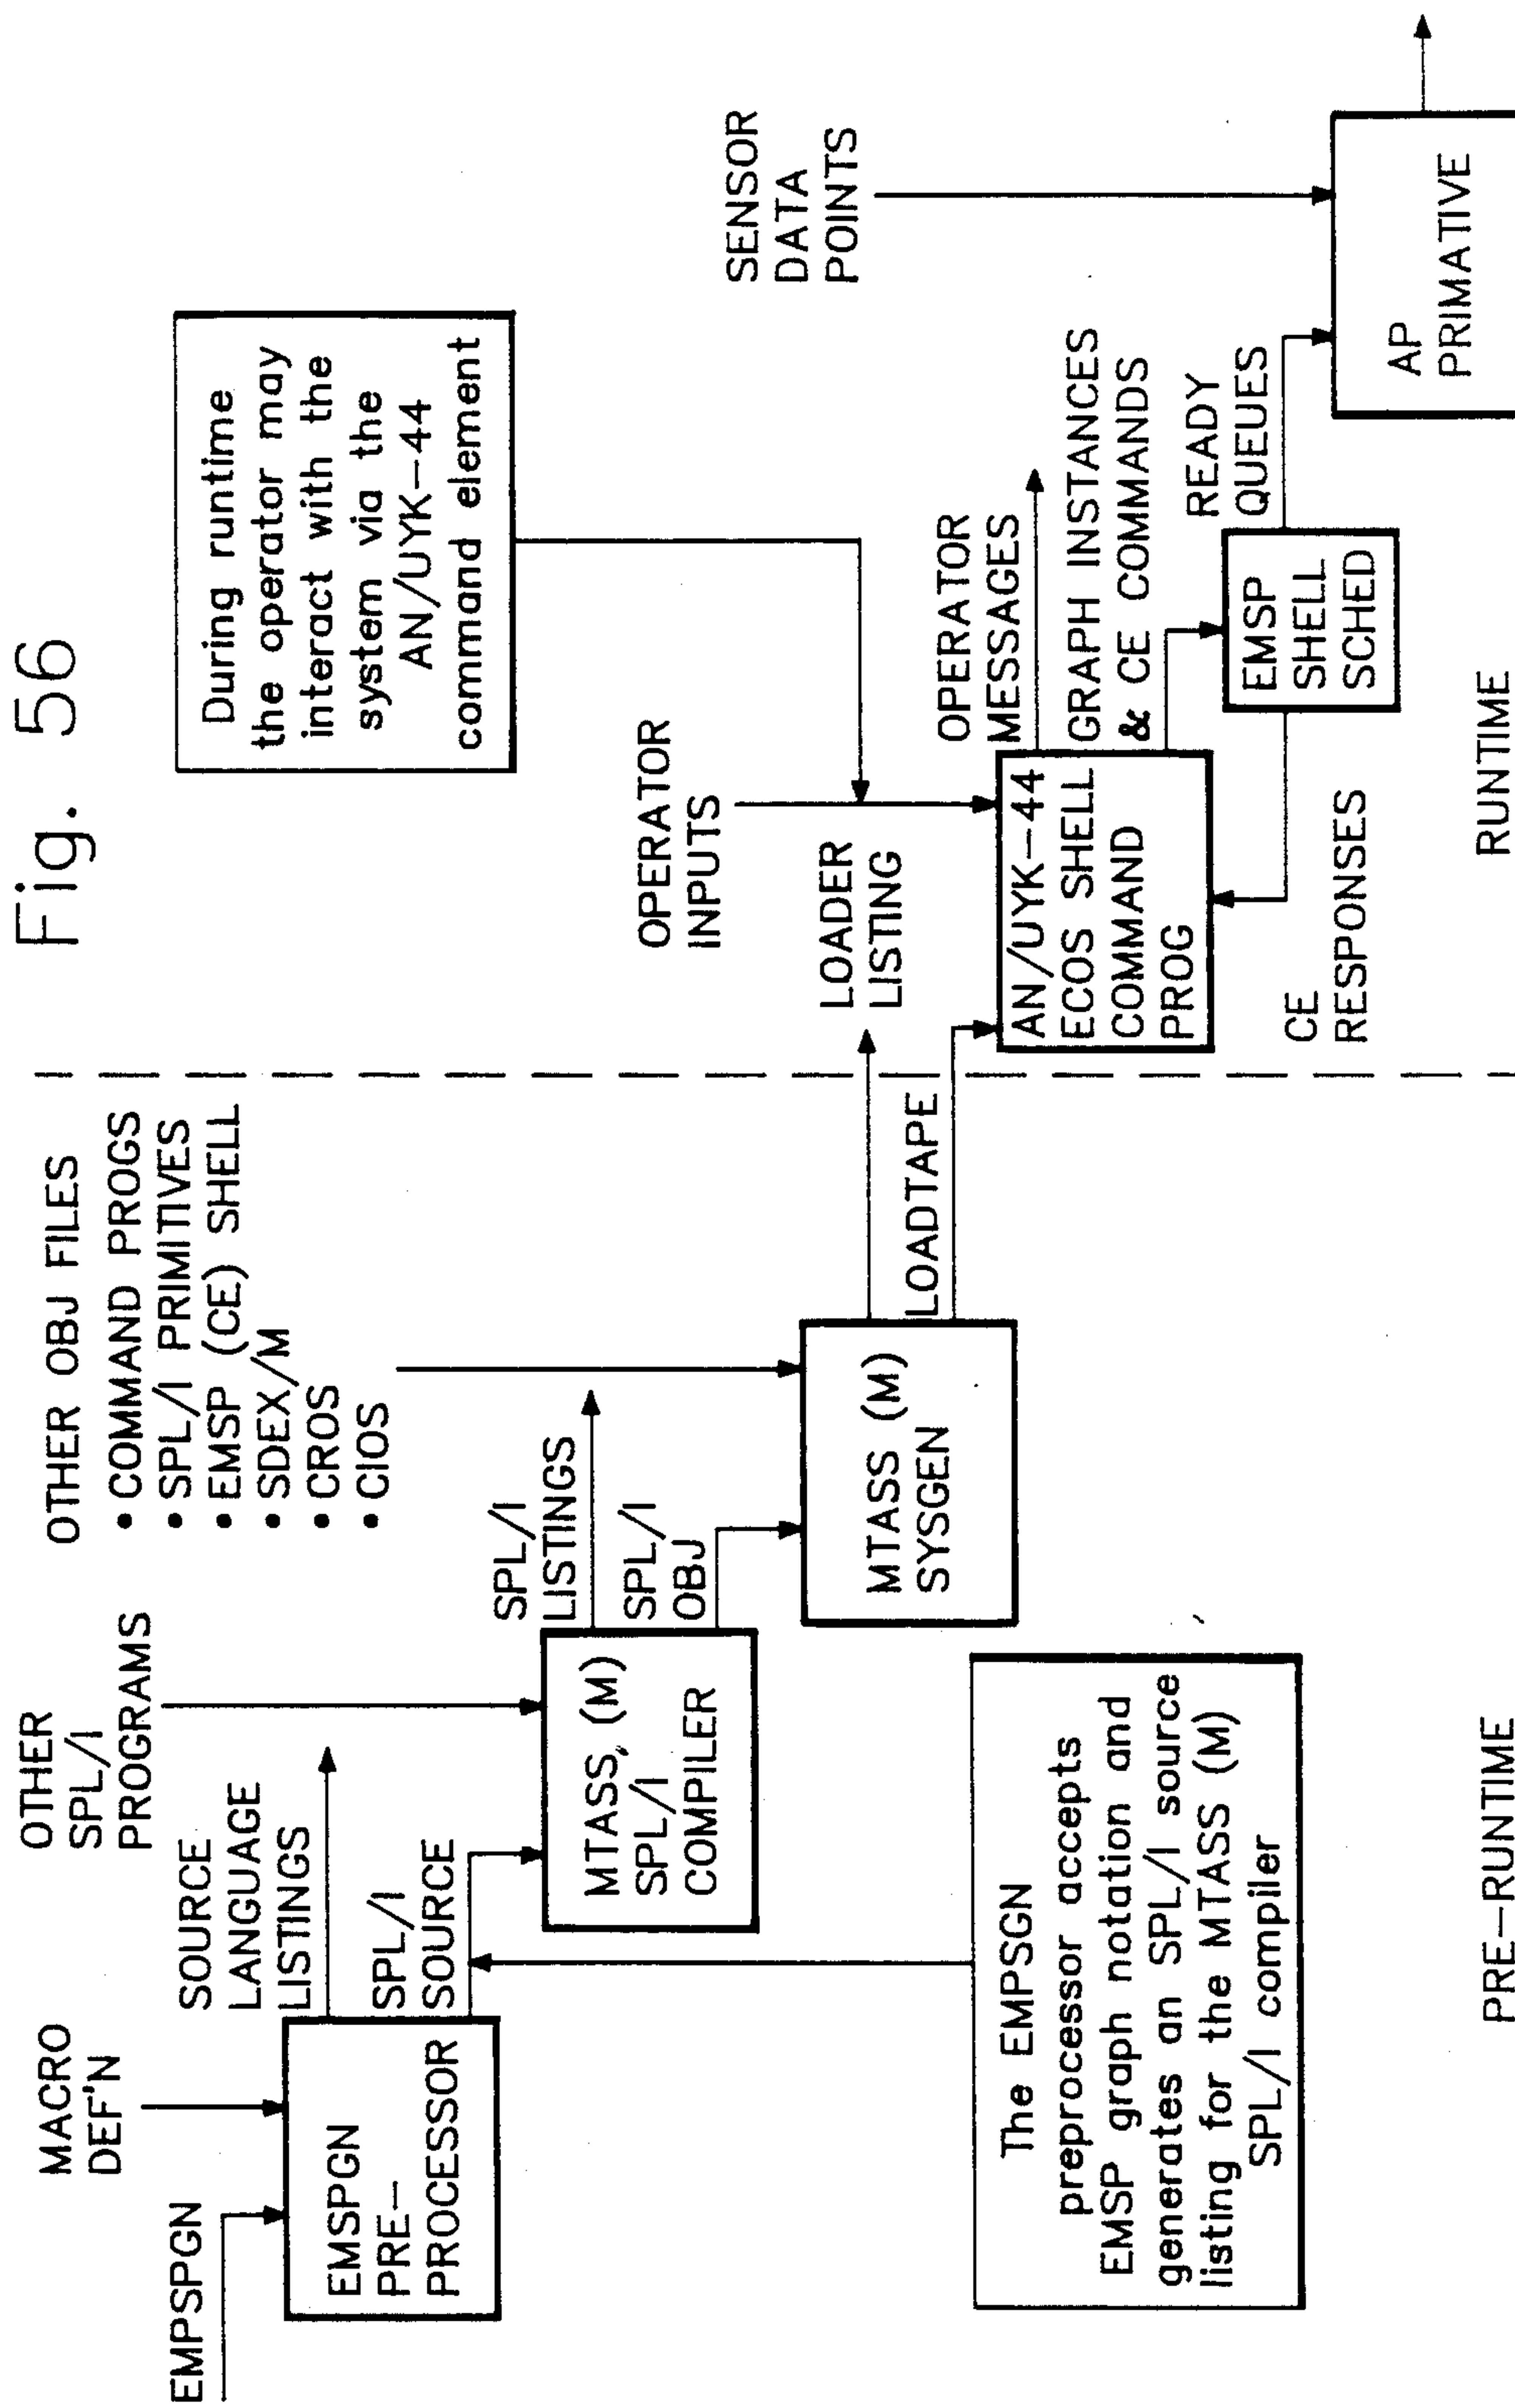 Fig. 56
EMPSPGN
MACRO
DEF'N
EMSPGN
PRE-
PROCESSOR
SOURCE
LANGUAGE
LISTINGS
SPL/I
SOURCE
OTHER
SPL/I
PROGRAMS
MTASS, (M)
SPL/I
COMPILER
SPL/I
LISTINGS
SPL/I
OBJ
OTHER OBJ FILES
• COMMAND PROGS
• SPL/I PRIMITIVES
• EMSP (CE) SHELL
• SDEX/M
• CROS
• CIOS
MTASS (M)
SYSGEN
LOADTAPE
LOADER
LISTING
The EMPSGN
preprocessor accepts
EMSP graph notation and
generates an SPL/I source
listing for the MTASS (M)
SPL/I compiler
PRE-RUNTIME
During runtime
the operator may
interact with the
system via the
AN/UYK-44
command element
OPERATOR
INPUTS
AN/UYK-44
ECOS SHELL
COMMAND
PROG
OPERATOR
MESSAGES
GRAPH INSTANCES
& CE COMMANDS
CE
RESPONSES
EMSP
SHELL
SCHED
READY
QUEUES
SENSOR
DATA
POINTS
AP
PRIMATIVE
RUNTIME